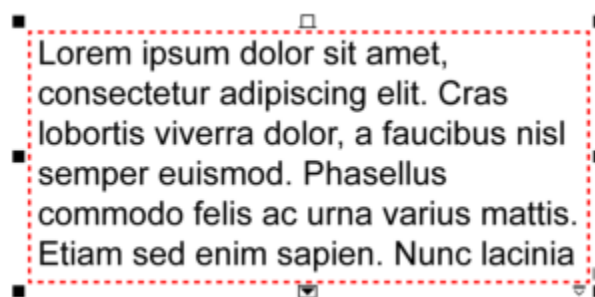 Lorem ipsum dolor sit amet,
consectetur adipiscing elit. Cras
lobortis viverra dolor, a faucibus nisl
semper euismod. Phasellus
commodo felis ac urna varius mattis.
Etiam sed enim sapien. Nunc lacinia